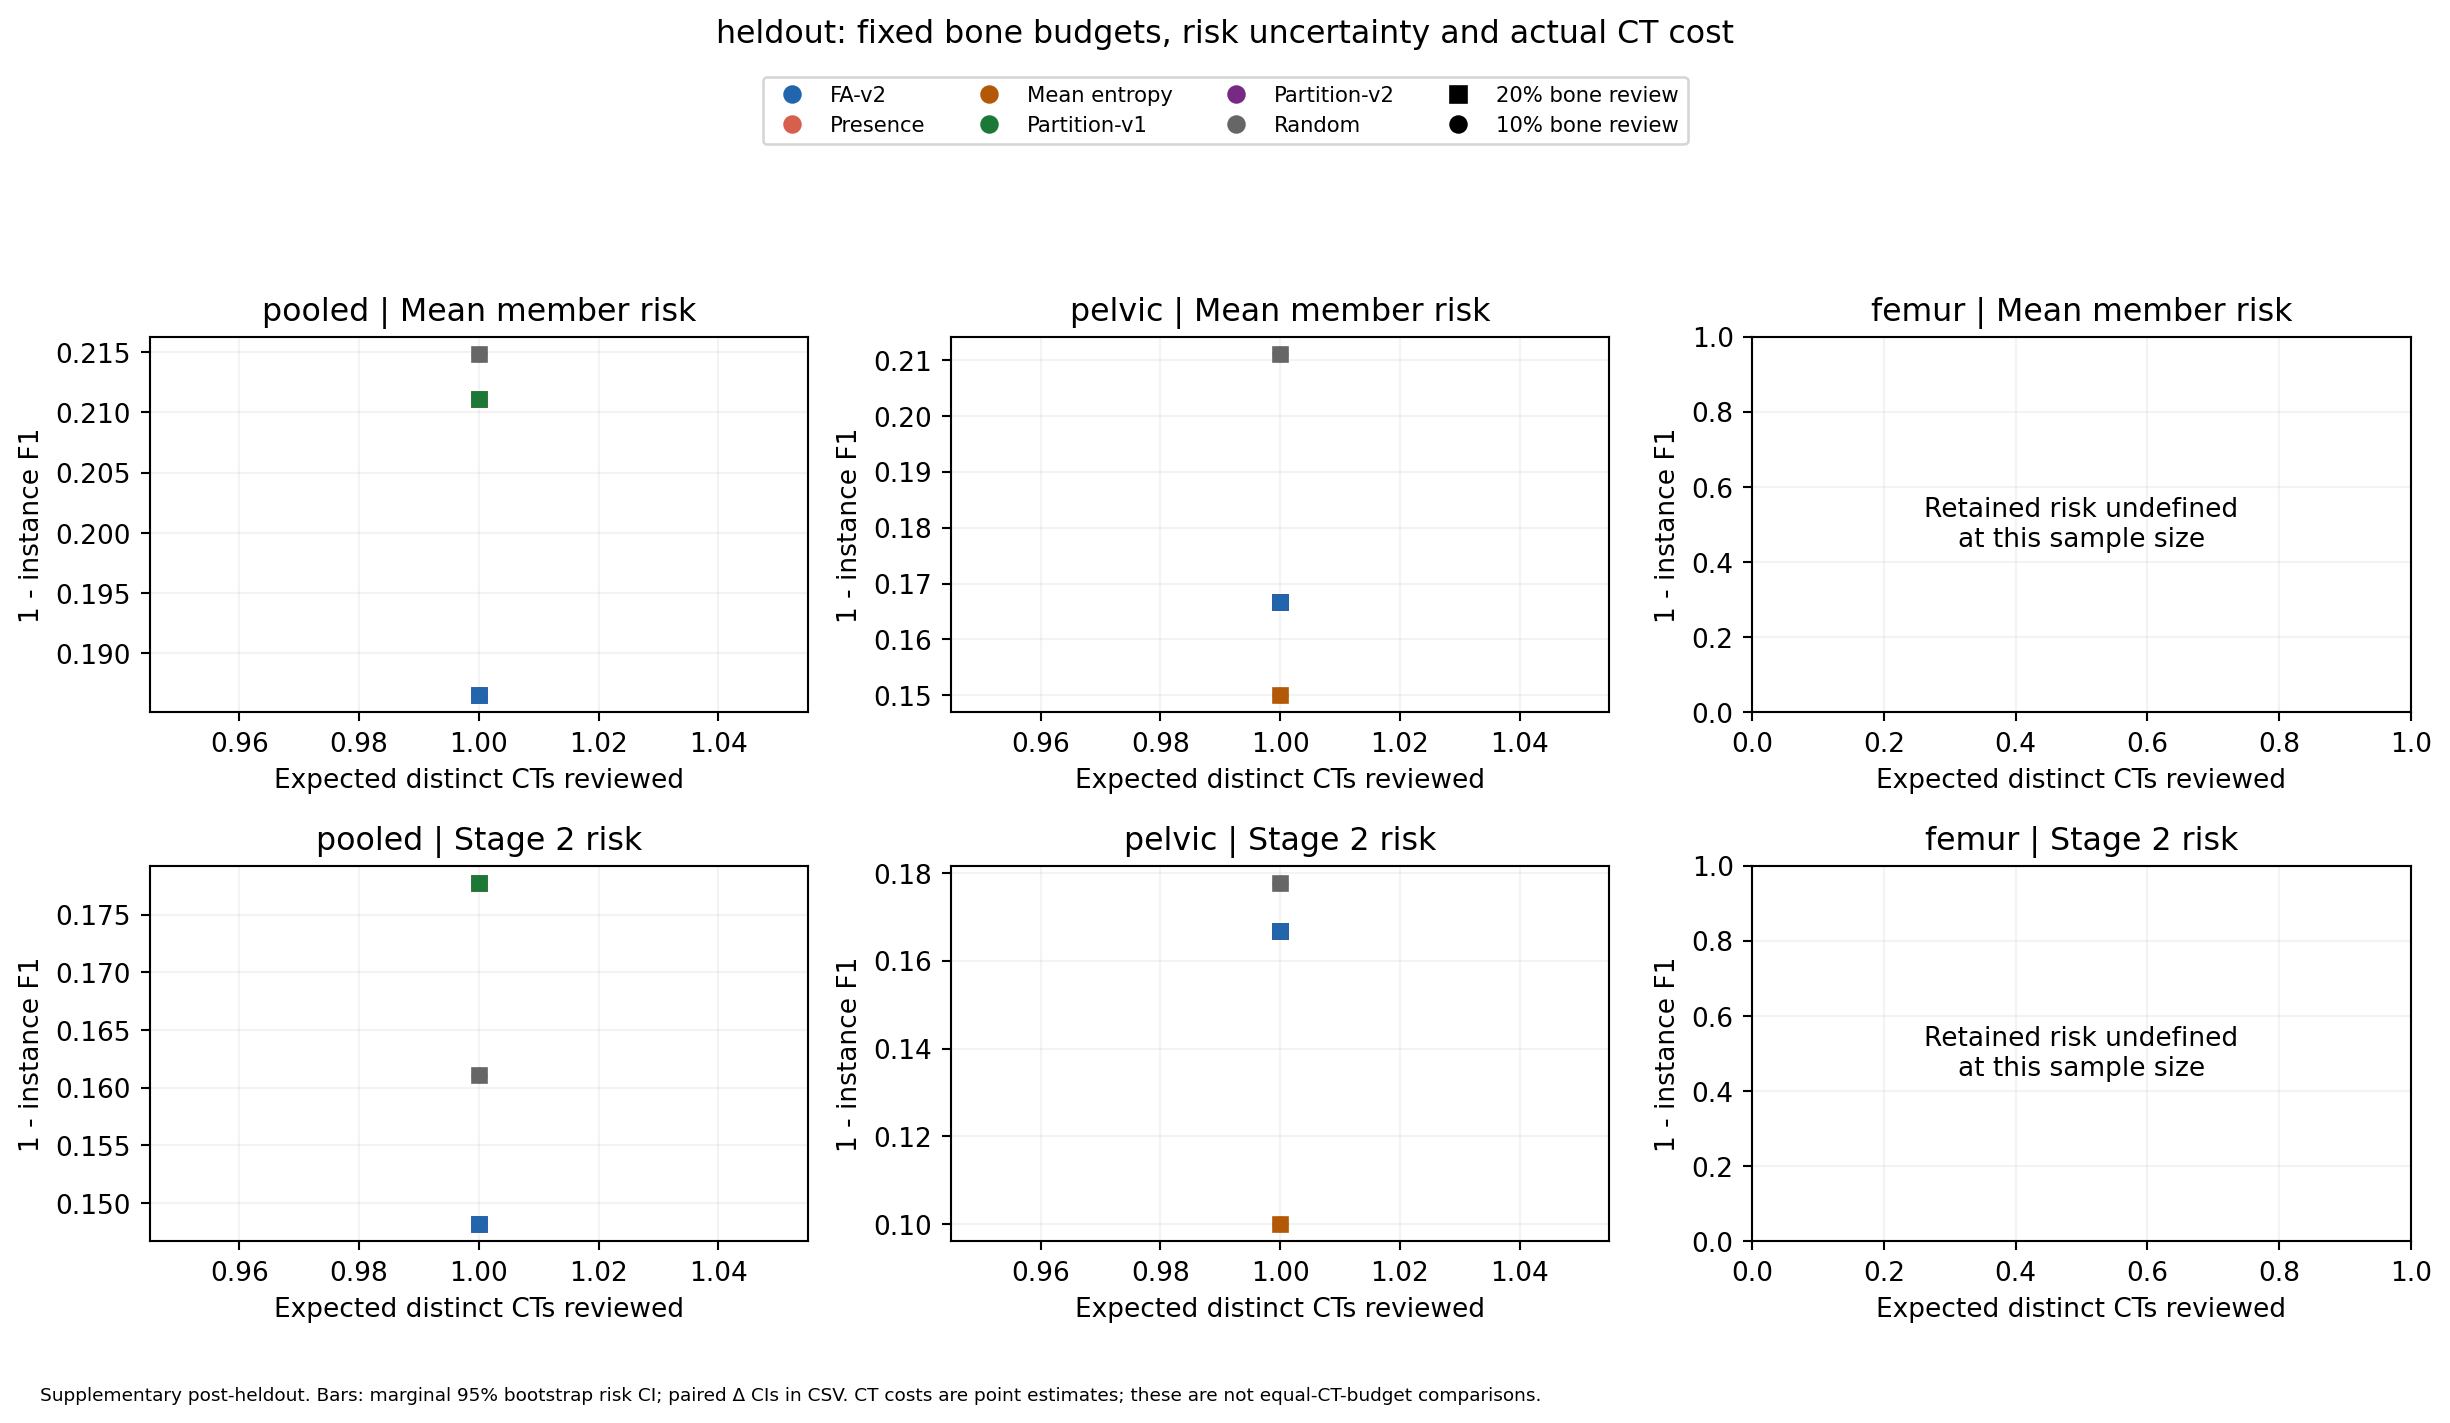 heldout: fixed bone budgets, risk uncertainty and actual CT cost
FA-v2
Mean entropy
Partition-v2
20% bone review
Presence
Partition-v1
Random
10% bone review
pooled | Mean member risk
pelvic | Mean member risk
femur | Mean member risk
1 - instance F1
0.215
0.210
0.205
0.200
0.195
0.190
0.96 0.98 1.00 1.02 1.04
Expected distinct CTs reviewed
1 - instance F1
0.21
0.20
0.19
0.18
0.17
0.16
0.15
0.96 0.98 1.00 1.02 1.04
Expected distinct CTs reviewed
1 - instance F1
1.0
0.8
0.6
0.4
0.2
0.0
Retained risk undefined
at this sample size
0.0 0.2 0.4 0.6 0.8 1.0
Expected distinct CTs reviewed
pooled | Stage 2 risk
pelvic | Stage 2 risk
femur | Stage 2 risk
1 - instance F1
0.175
0.170
0.165
0.160
0.155
0.150
0.96 0.98 1.00 1.02 1.04
Expected distinct CTs reviewed
1 - instance F1
0.18
0.16
0.14
0.12
0.10
0.96 0.98 1.00 1.02 1.04
Expected distinct CTs reviewed
1 - instance F1
1.0
0.8
0.6
0.4
0.2
0.0
Retained risk undefined
at this sample size
0.0 0.2 0.4 0.6 0.8 1.0
Expected distinct CTs reviewed
Supplementary post-heldout. Bars: marginal 95% bootstrap risk CI; paired Δ CIs in CSV. CT costs are point estimates; these are not equal-CT-budget comparisons.